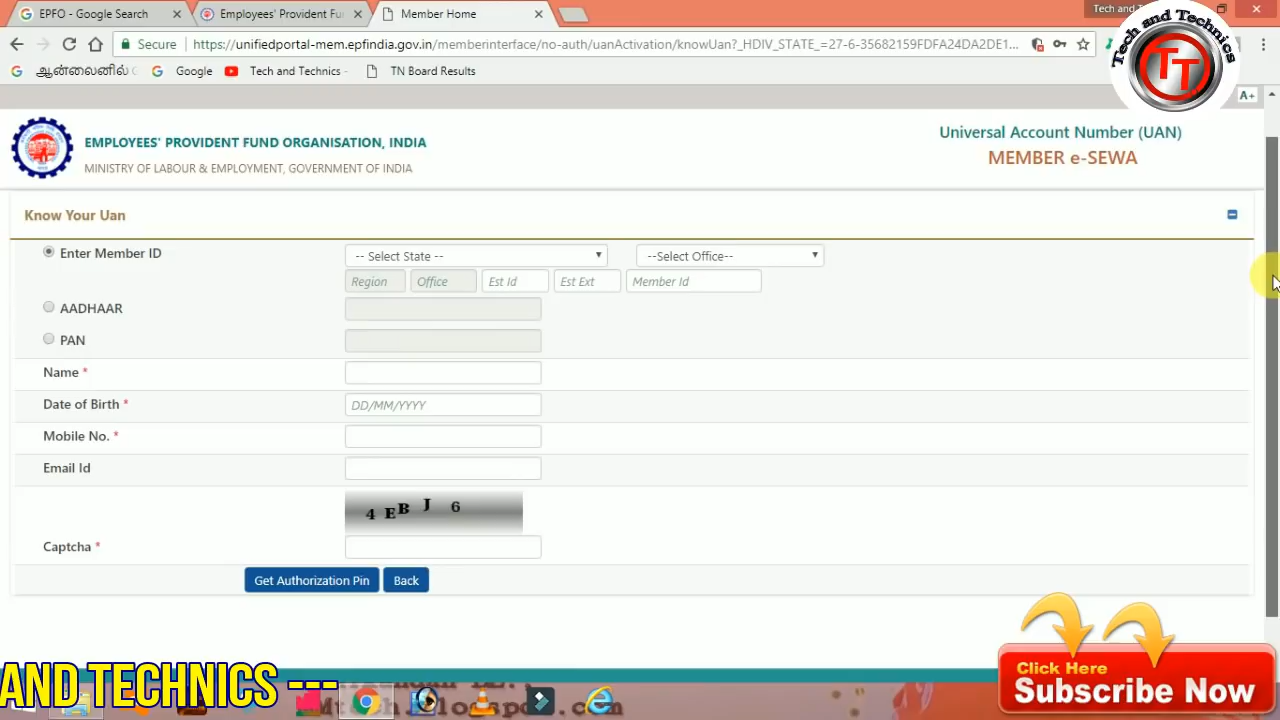 EPFO - Google Search
Employees' Provident Fu
Member Home
Tech and T
Secure
https://unifiedportal-mem.epfindia.gov.in/memberinterface/no-auth/uanActivation/knowUan?_HDIV_STATE_=27-6-35682159FDFA24DA2DE1...
ஆன்லைனில்
Google
Tech and Technics -
TN Board Results
Tech and Technics
TT
A+
EMPLOYEES' PROVIDENT FUND ORGANISATION, INDIA
MINISTRY OF LABOUR & EMPLOYMENT, GOVERNMENT OF INDIA
Universal Account Number (UAN)
MEMBER e-SEWA
Know Your Uan
Enter Member ID
-- Select State --
--Select Office--
Region
Office
Est Id
Est Ext
Member Id
AADHAAR
PAN
Name *
Date of Birth *
DD/MM/YYYY
Mobile No. *
Email Id
4 E B J 6
Captcha *
Get Authorization Pin
Back
Click Here
Subscribe Now
AND TECHNICS ---